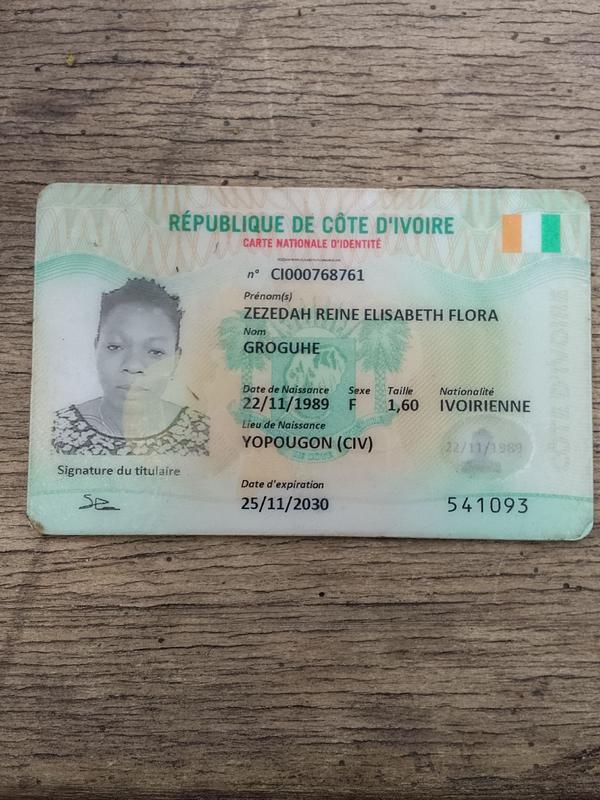 RÉPUBLIQUE DE CÔTE D'IVOIRE
CARTE NATIONALE D'IDENTITÉ
n° CI000768761
Prénom(s)
ZEZEDAH REINE ELISABETH FLORA
Nom
GROGUHE
Date de Naissance Sexe Taille Nationalité
22/11/1989 F 1,60 IVOIRIENNE
Lieu de Naissance
YOPOUGON (CIV)
22/11/1989
Signature du titulaire
Date d'expiration
25/11/2030
541093